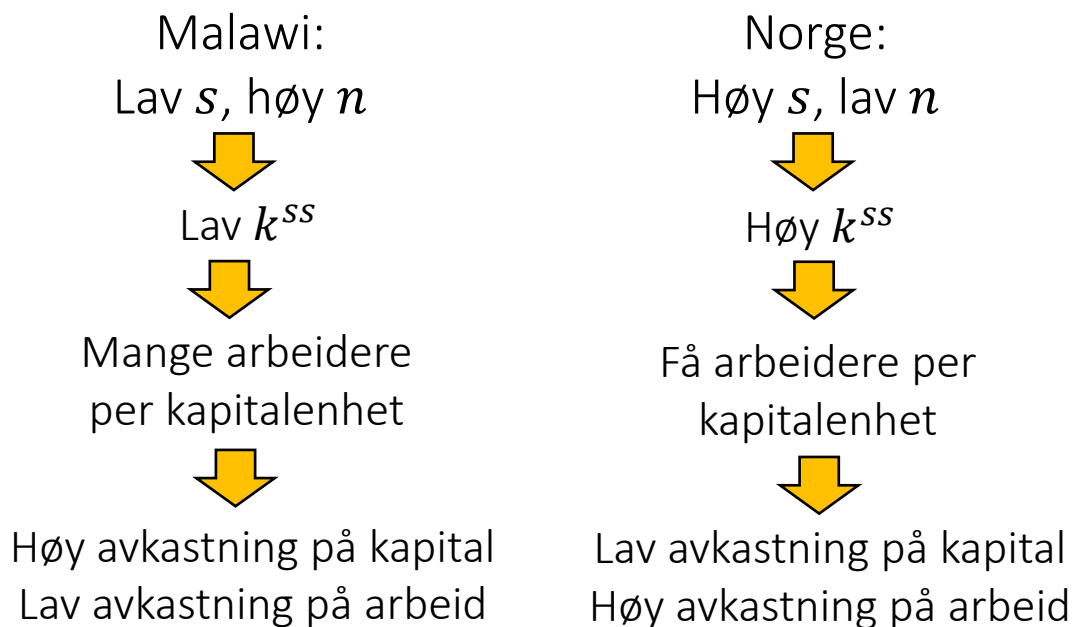 Malawi:
Lav s, høy n
Lav k^ss
Mange arbeidere
per kapitalenhet
Høy avkastning på kapital
Lav avkastning på arbeid
Norge:
Høy s, lav n
Høy k^ss
Få arbeidere per
kapitalenhet
Lav avkastning på kapital
Høy avkastning på arbeid